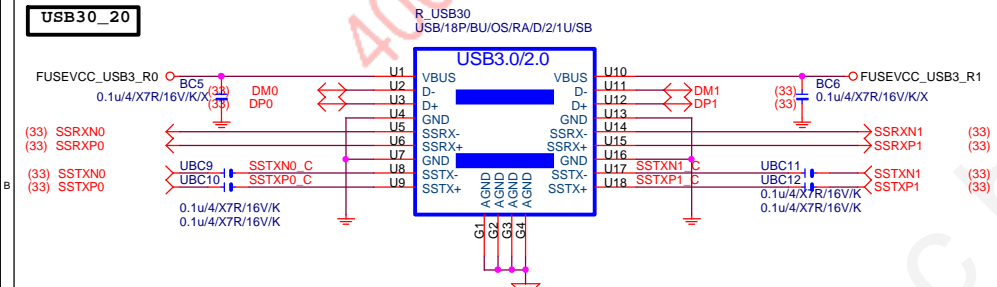 USB30_20
R_USB30
USB/18P/BU/OS/RA/D/2/1U/SB
USB3.0/2.0
FUSEVCC_USB3_R0
BC5
0.1u/4/X7R/16V/K/X
(33) DM0
(33) DP0
U1 VBUS
U2 D-
U3 D+
U4 GND
U5 SSRX-
U6 SSRX+
U7 GND
U8 SSTX-
U9 SSTX+
VBUS U10
D- U11
D+ U12
GND U13
SSRX- U14
SSRX+ U15
GND U16
SSTX- U17
SSTX+ U18
FUSEVCC_USB3_R1
BC6
0.1u/4/X7R/16V/K/X
DM1 (33)
DP1 (33)
(33) SSRXN0
(33) SSRXP0
SSRXN1 (33)
SSRXP1 (33)
(33) SSTXN0 UBC9 SSTXN0_C
(33) SSTXP0 UBC10 SSTXP0_C
0.1u/4/X7R/16V/K
0.1u/4/X7R/16V/K
SSTXN1_C UBC11 SSTXN1 (33)
SSTXP1_C UBC12 SSTXP1 (33)
0.1u/4/X7R/16V/K
0.1u/4/X7R/16V/K
AGND AGND AGND AGND
G1 G2 G3 G4
B